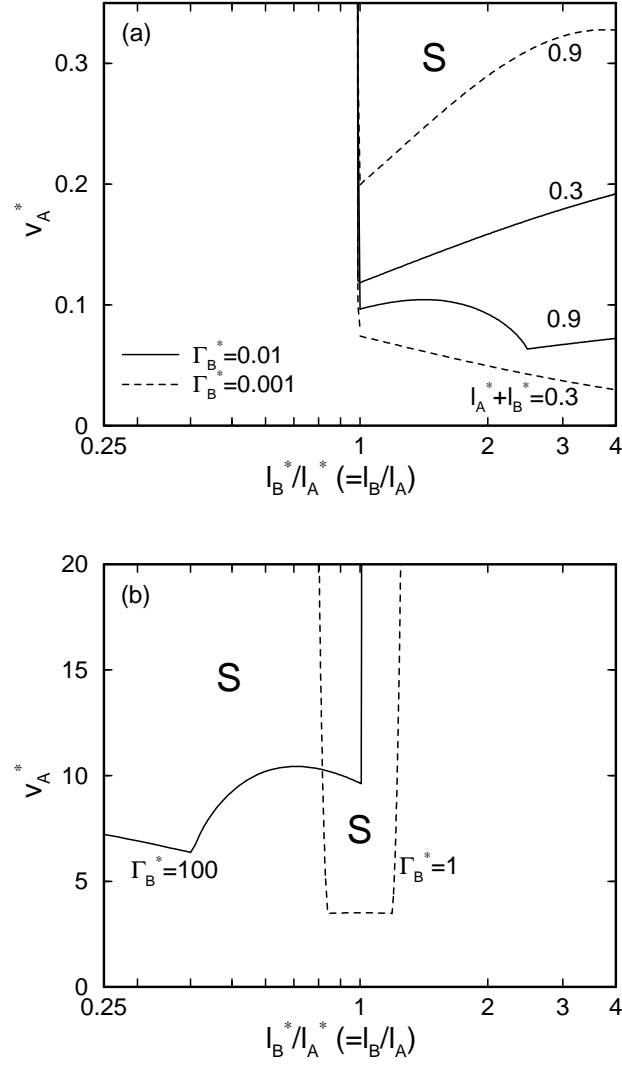 (a)
S
0.9
0.3
0.9
l_A^*+l_B^*=0.3
Γ_B^*=0.01
Γ_B^*=0.001
v_A^*
0.3
0.2
0.1
0
0.25 1 2 3 4
l_B^*/l_A^* (=l_B/l_A)
(b)
S
S
Γ_B^*=100
Γ_B^*=1
v_A^*
20
15
10
5
0
0.25 1 2 3 4
l_B^*/l_A^* (=l_B/l_A)